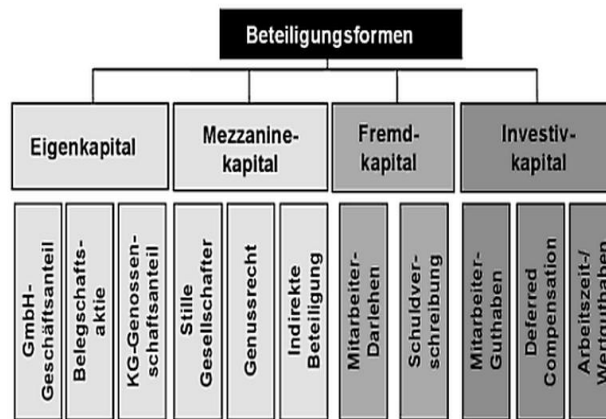 Beteiligungsformen
Eigenkapital
Mezzanine-
kapital
Fremd-
kapital
Investiv-
kapital
GmbH-
Geschäftsanteil
Belegschafts-
aktie
KG-Genossen-
schaftsanteil
Stille
Gesellschafter
Genussrecht
Indirekte
Beteiligung
Mitarbeiter-
Darlehen
Schuldver-
schreibung
Mitarbeiter-
Guthaben
Deferred
Compensation
Arbeitszeit-/
Wertguthaben